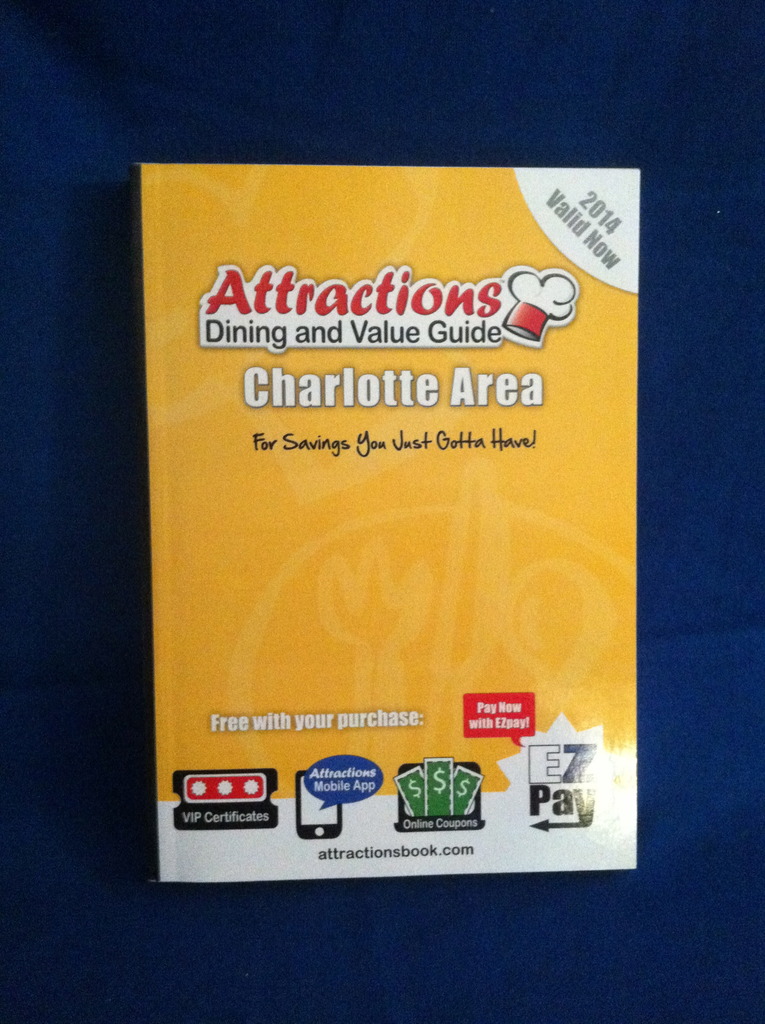 2014
Valid Now
Attractions
Dining and Value Guide
Charlotte Area
For Savings You Just Gotta Have!
Free with your purchase:
Pay Now
with EZpay!
EZ
Pay
VIP Certificates
Attractions
Mobile App
$ $ $
Online Coupons
attractionsbook.com